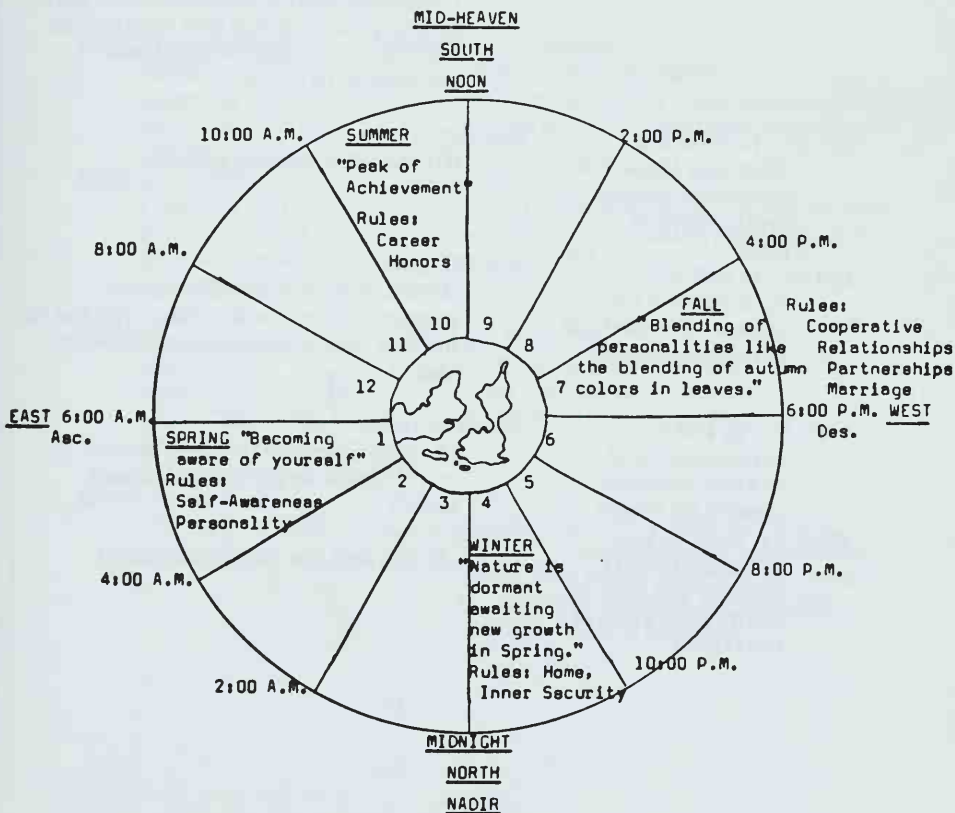 MID-HEAVEN
SOUTH
NOON
10:00 A.M.
2:00 P.M.
SUMMER
"Peak of
Achievement
Rules:
Career
Honors
8:00 A.M.
4:00 P.M.
FALL
"Blending of
personalities like
the blending of autumn
colors in leaves."
Rules:
Cooperative
Relationships
Partnerships
Marriage
10
9
11
8
12
7
EAST 6:00 A.M
Asc.
6:00 P.M. WEST
Des.
1
6
SPRING "Becoming
aware of yourself"
Rules:
Self-Awareness
Personality
2
5
3
4
4:00 A.M.
8:00 P.M.
WINTER
"Nature is
dormant
awaiting
new growth
in Spring."
Rules: Home,
Inner Security
2:00 A.M.
10:00 P.M.
MIDNIGHT
NORTH
NADIR